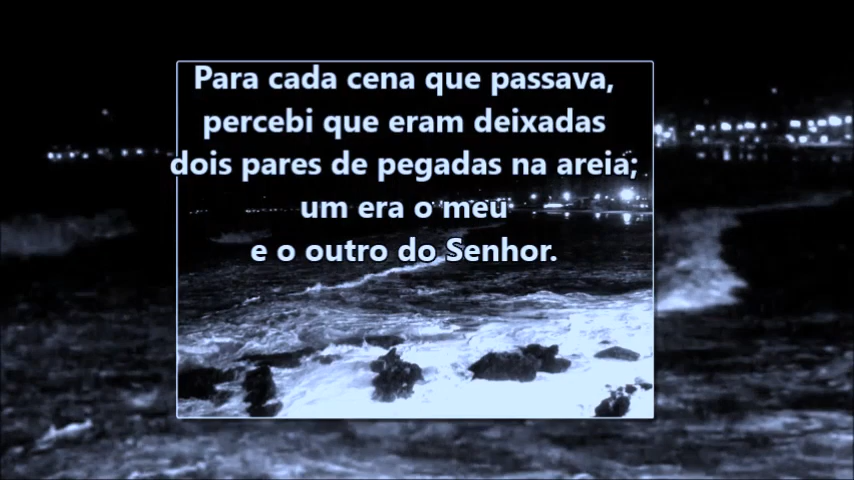 Para cada cena que passava,
percebi que eram deixadas
dois pares de pegadas na areia;
um era o meu
e o outro do Senhor.